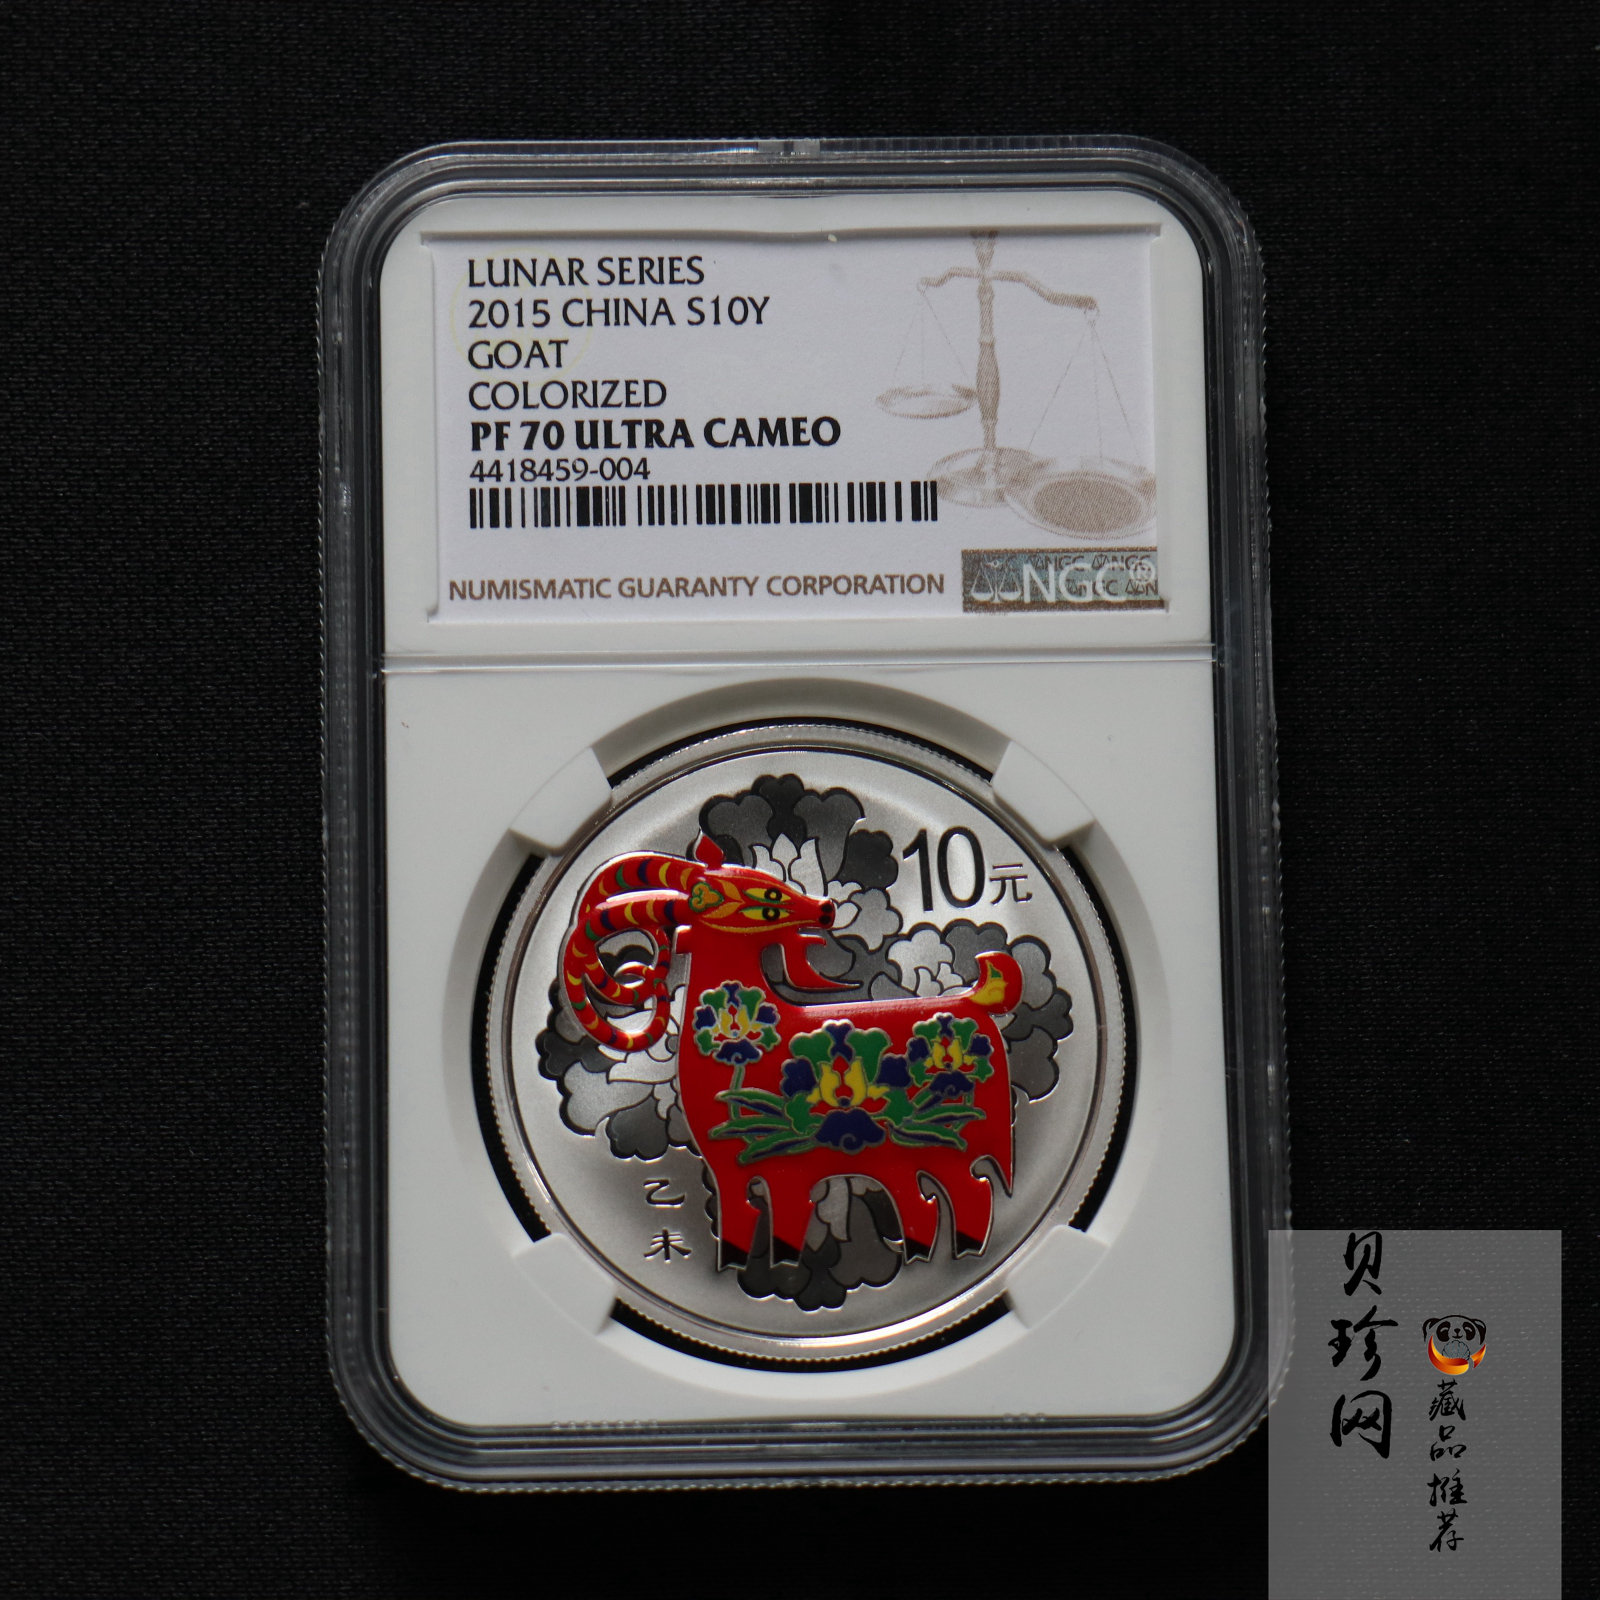 LUNAR SERIES
2015 CHINA S10Y
GOAT
COLORIZED
PF 70 ULTRA CAMEO
4418459-004
NUMISMATIC GUARANTY CORPORATION
NGC®
10元
乙未
贝珍网
藏品推荐